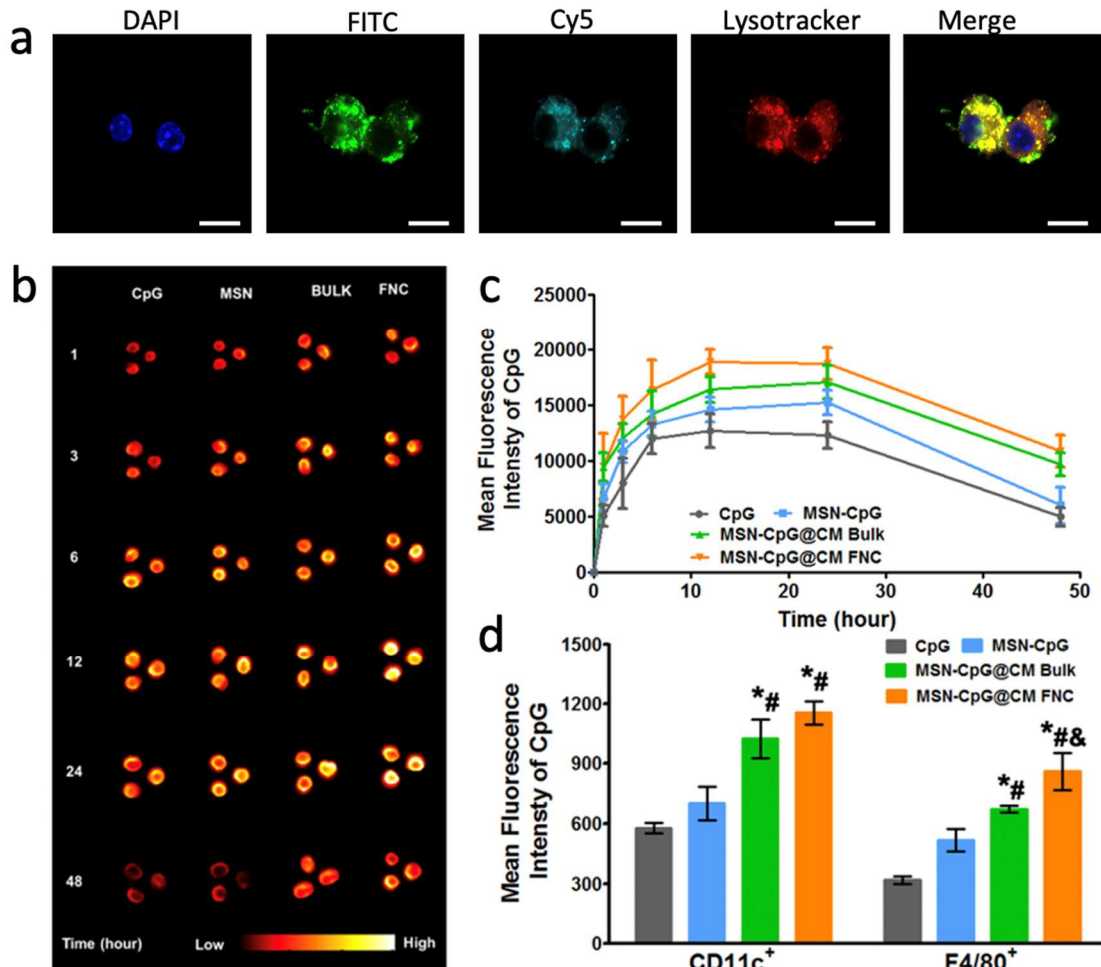 a
DAPI FITC Cy5 Lysotracker Merge
b
CpG MSN BULK FNC
1
3
6
12
24
48
Time (hour) Low High
c
Mean Fluorescence
Intensty of CpG
25000
20000
15000
10000
5000
0
CpG MSN-CpG
MSN-CpG@CM Bulk
MSN-CpG@CM FNC
0 10 20 30 40 50
Time (hour)
d
Mean Fluorescence
Intensty of CpG
1500
1200
900
600
300
0
CpG MSN-CpG
MSN-CpG@CM Bulk
MSN-CpG@CM FNC
*# *# *# *#&
CD11c+ F4/80+